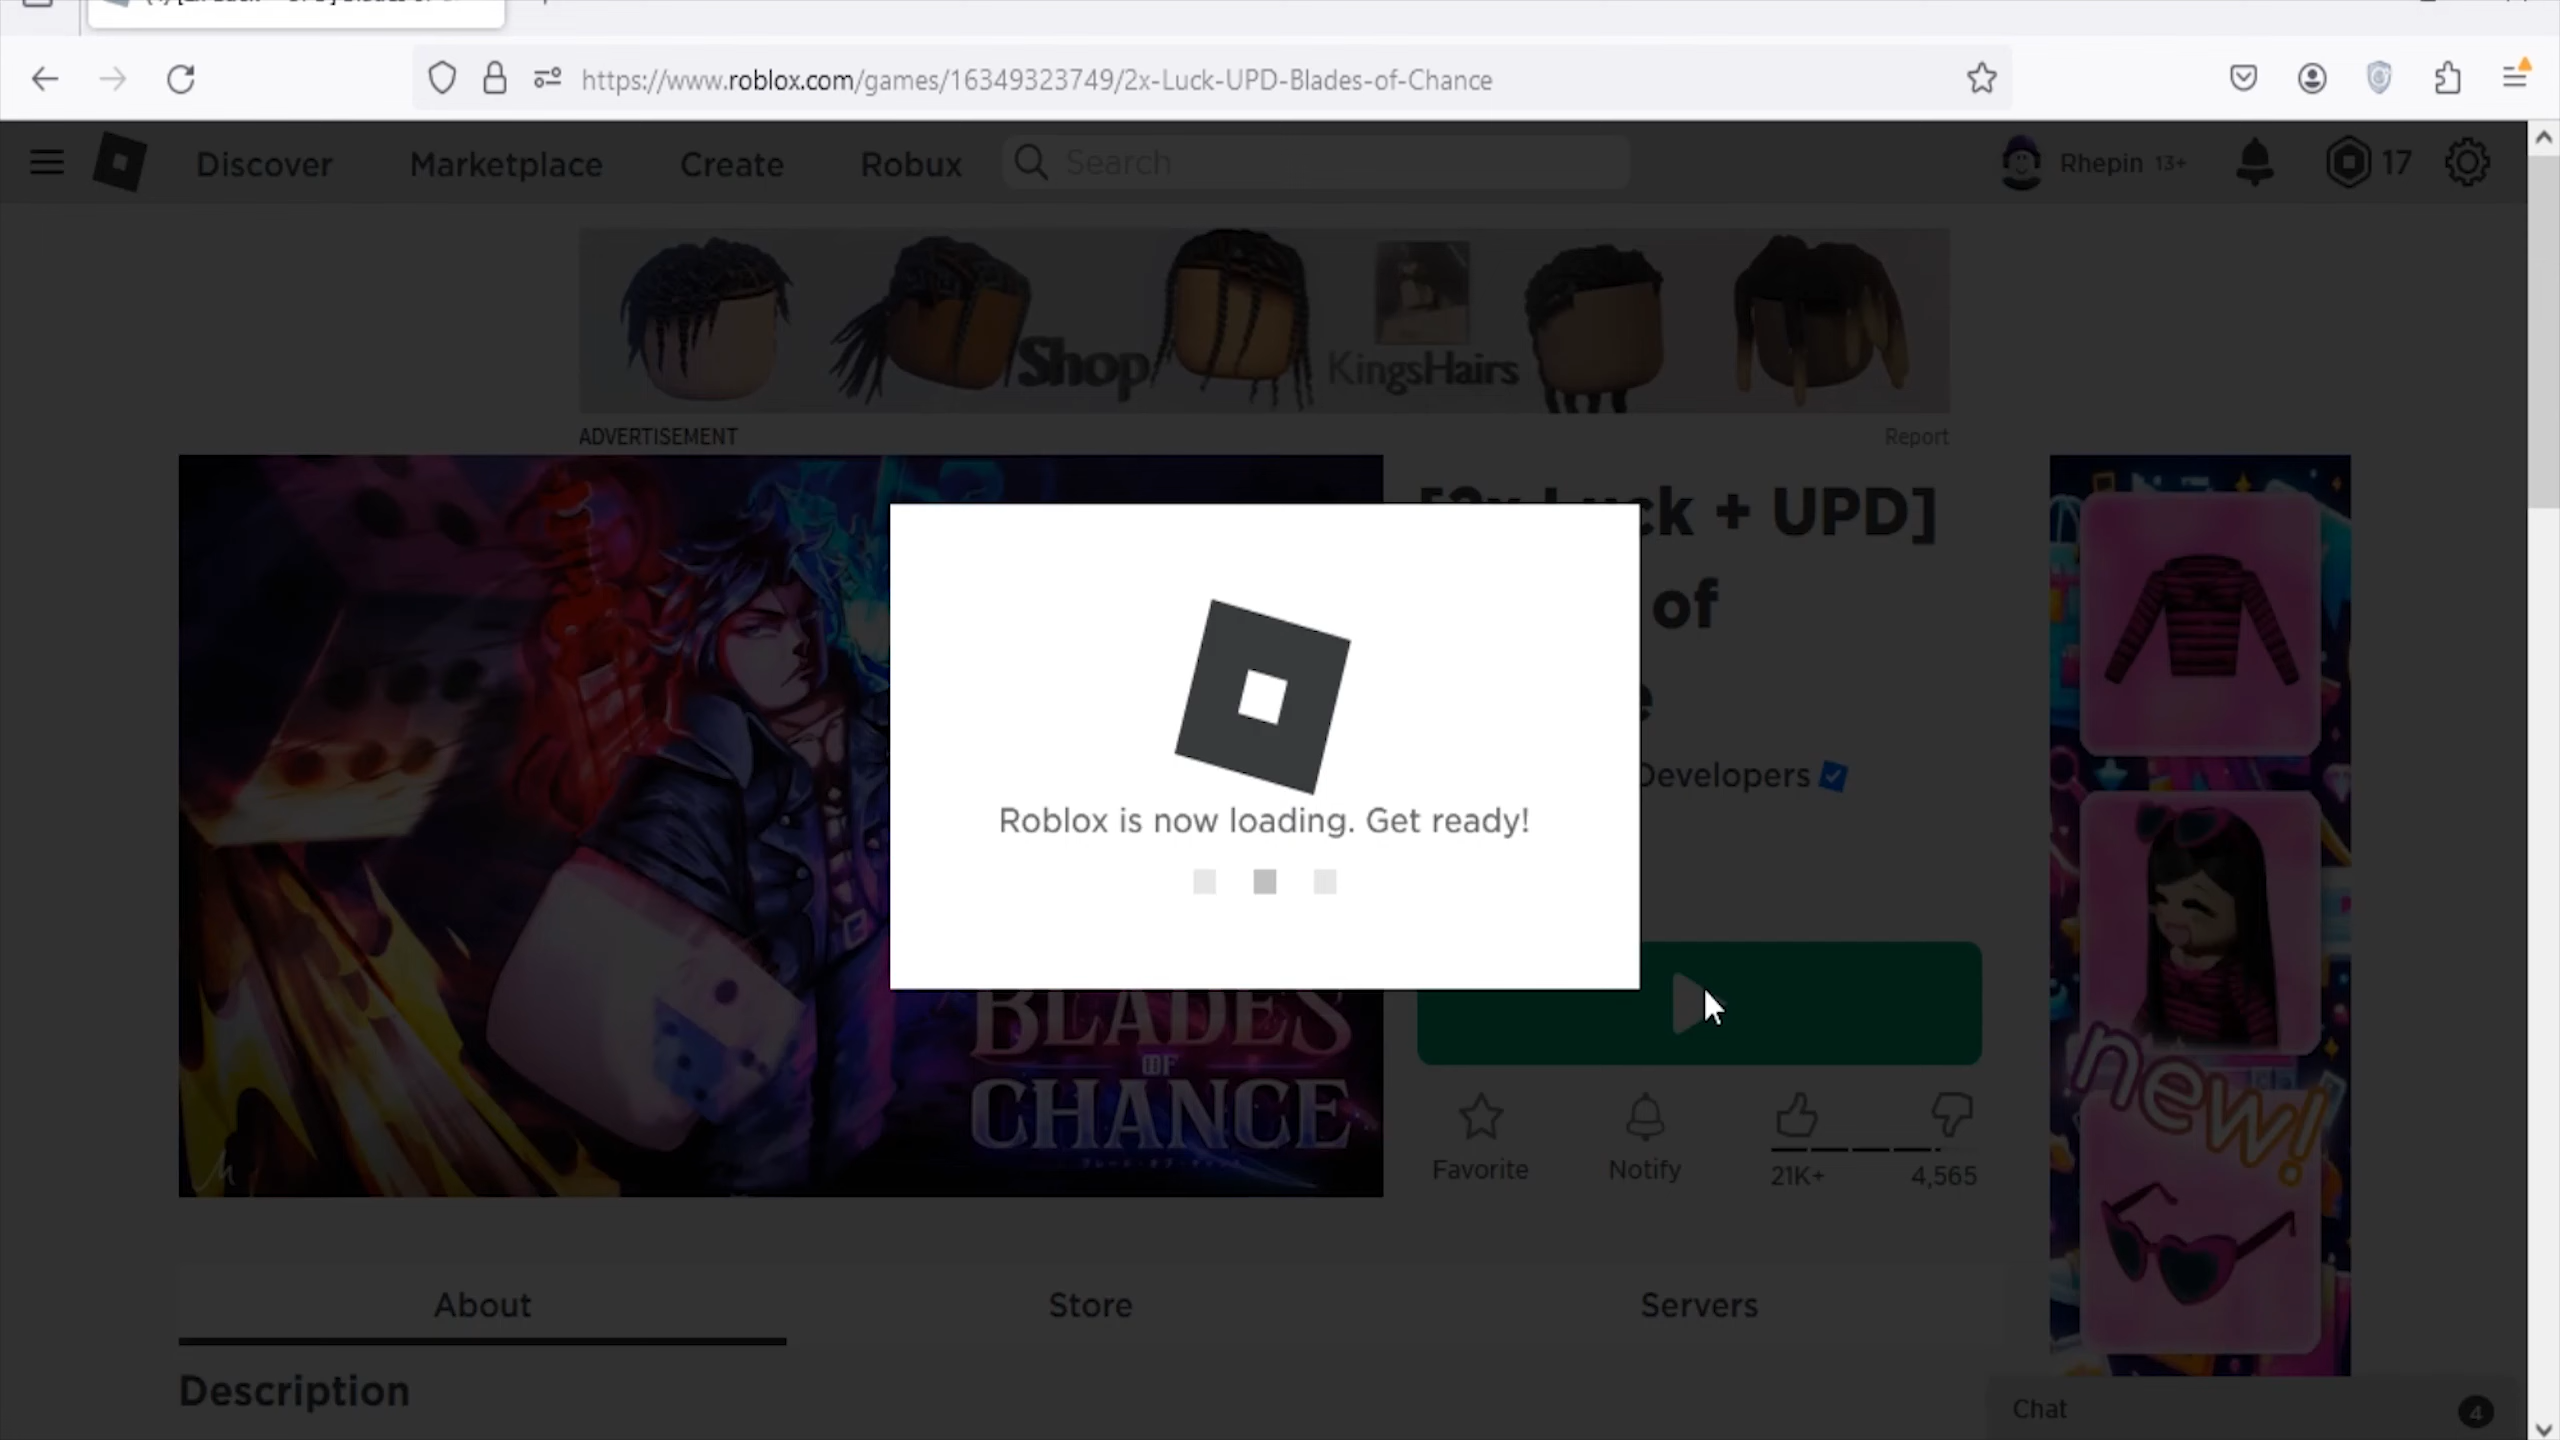 https://www.roblox.com/games/16349323749/2x-Luck-UPD-Blades-of-Chance
Discover
Marketplace
Create
Robux
Search
Rhepin 13+
17
Shop
KingsHairs
ADVERTISEMENT
Report
Luck + UPD]
of
Developers
Roblox is now loading. Get ready!
BLADES
OF
CHANCE
new!
Favorite
Notify
21K+
4,565
About
Store
Servers
Description
Chat
4